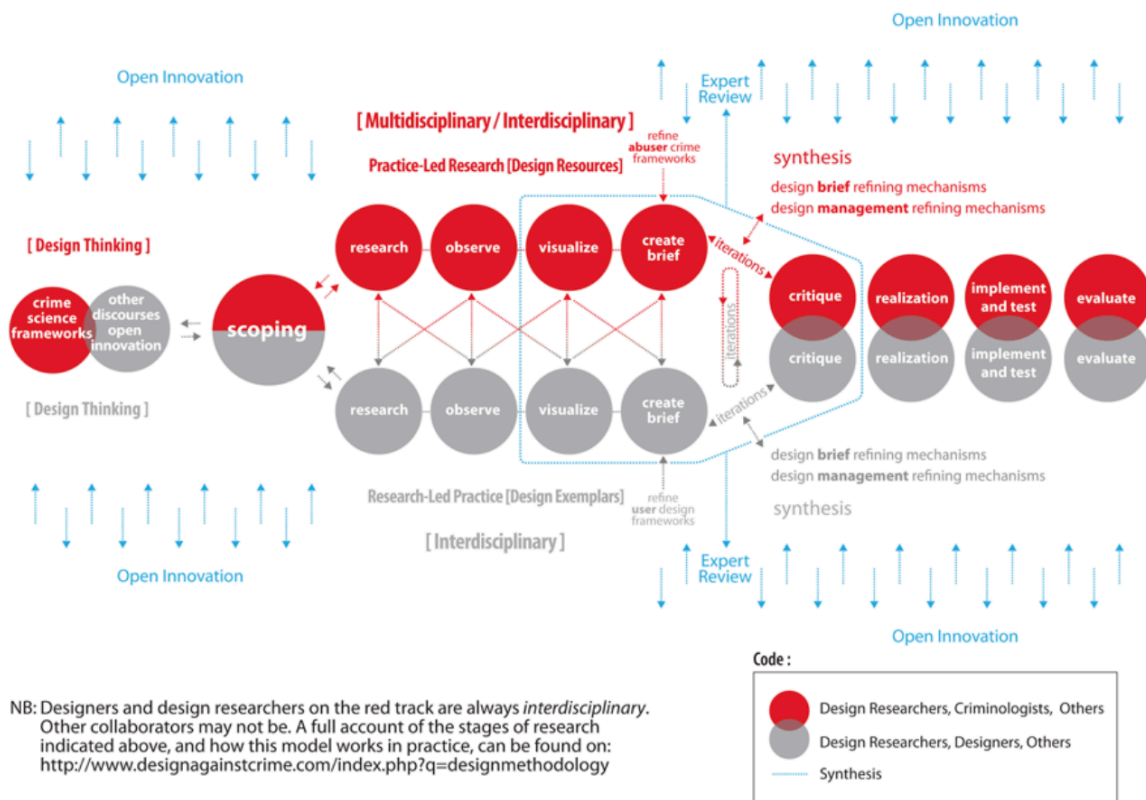 Open Innovation
Open Innovation
Expert
Review
[ Multidisciplinary / Interdisciplinary ]
refine
abuser crime
frameworks
Practice-Led Research [Design Resources]
synthesis
design brief refining mechanisms
design management refining mechanisms
[ Design Thinking ]
research
observe
visualize
create
brief
iterations
crime
science
frameworks
other
discourses
open
innovation
scoping
iterations
critique
realization
implement
and test
evaluate
critique
realization
implement
and test
evaluate
[ Design Thinking ]
research
observe
visualize
create
brief
iterations
design brief refining mechanisms
design management refining mechanisms
synthesis
Research-Led Practice [Design Exemplars]
refine
user design
frameworks
[ Interdisciplinary ]
Open Innovation
Expert
Review
Open Innovation
Code :
Design Researchers, Criminologists, Others
Design Researchers, Designers, Others
Synthesis
NB: Designers and design researchers on the red track are always interdisciplinary.
Other collaborators may not be. A full account of the stages of research
indicated above, and how this model works in practice, can be found on:
http://www.designagainstcrime.com/index.php?q=designmethodology